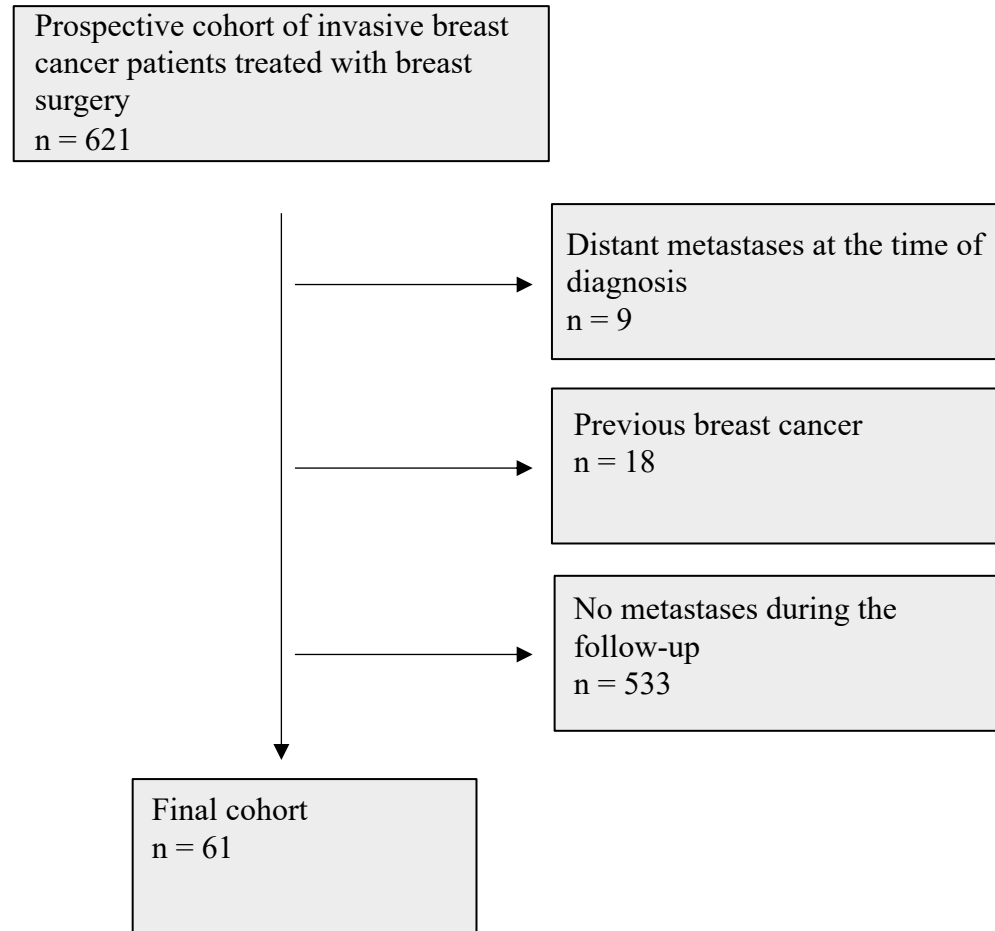 Prospective cohort of invasive breast
cancer patients treated with breast
surgery
n = 621
Distant metastases at the time of
diagnosis
n = 9
Previous breast cancer
n = 18
No metastases during the
follow-up
n = 533
Final cohort
n = 61